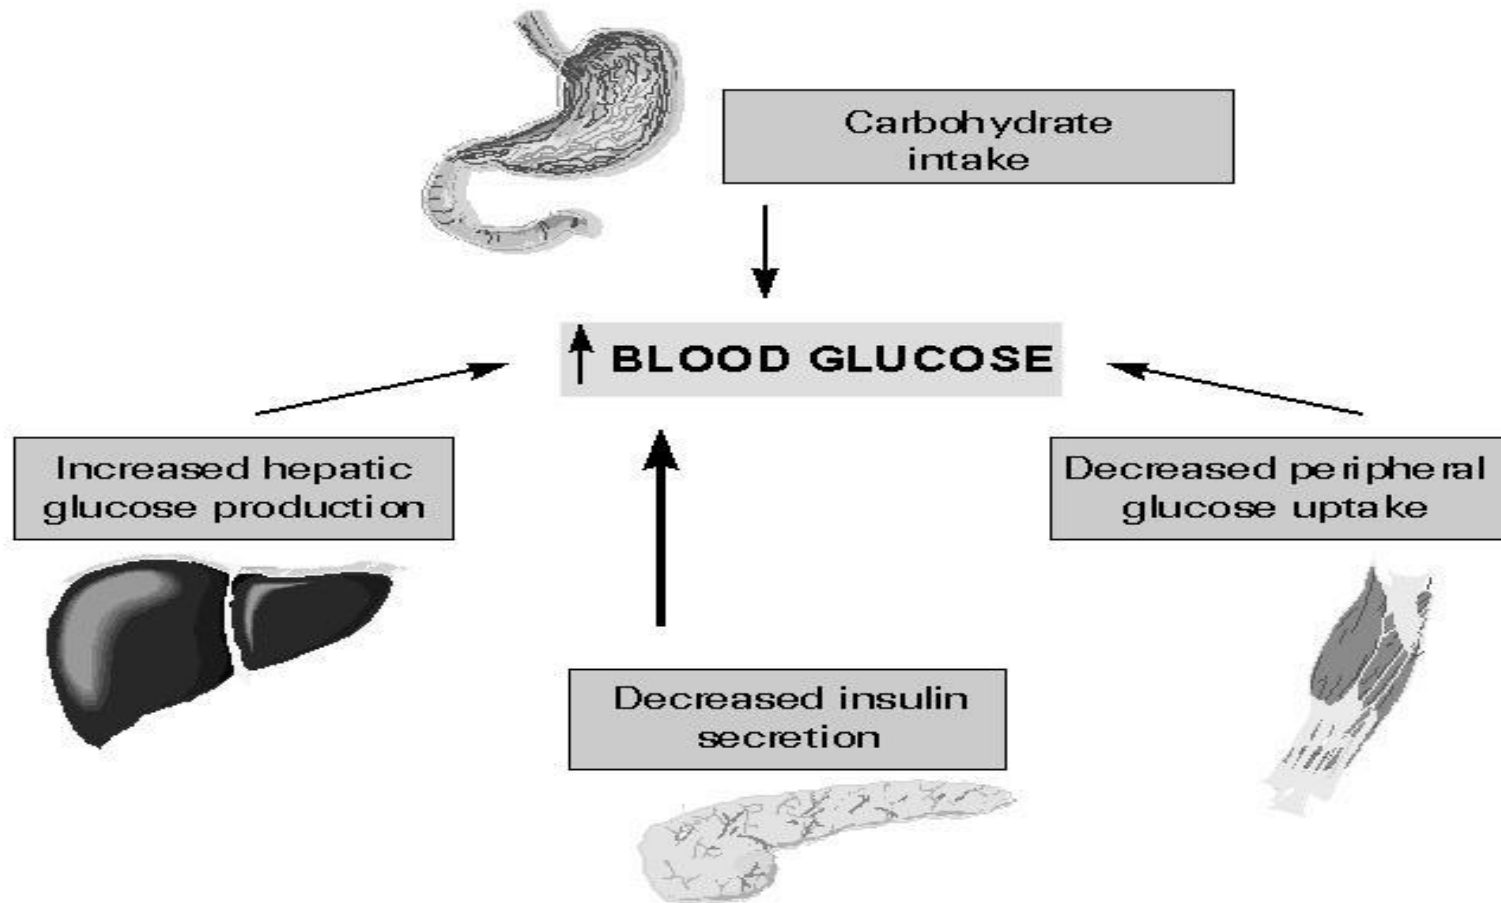 Carbohydrate
intake
↑ BLOOD GLUCOSE
Increased hepatic
glucose production
Decreased peripheral
glucose uptake
Decreased insulin
secretion